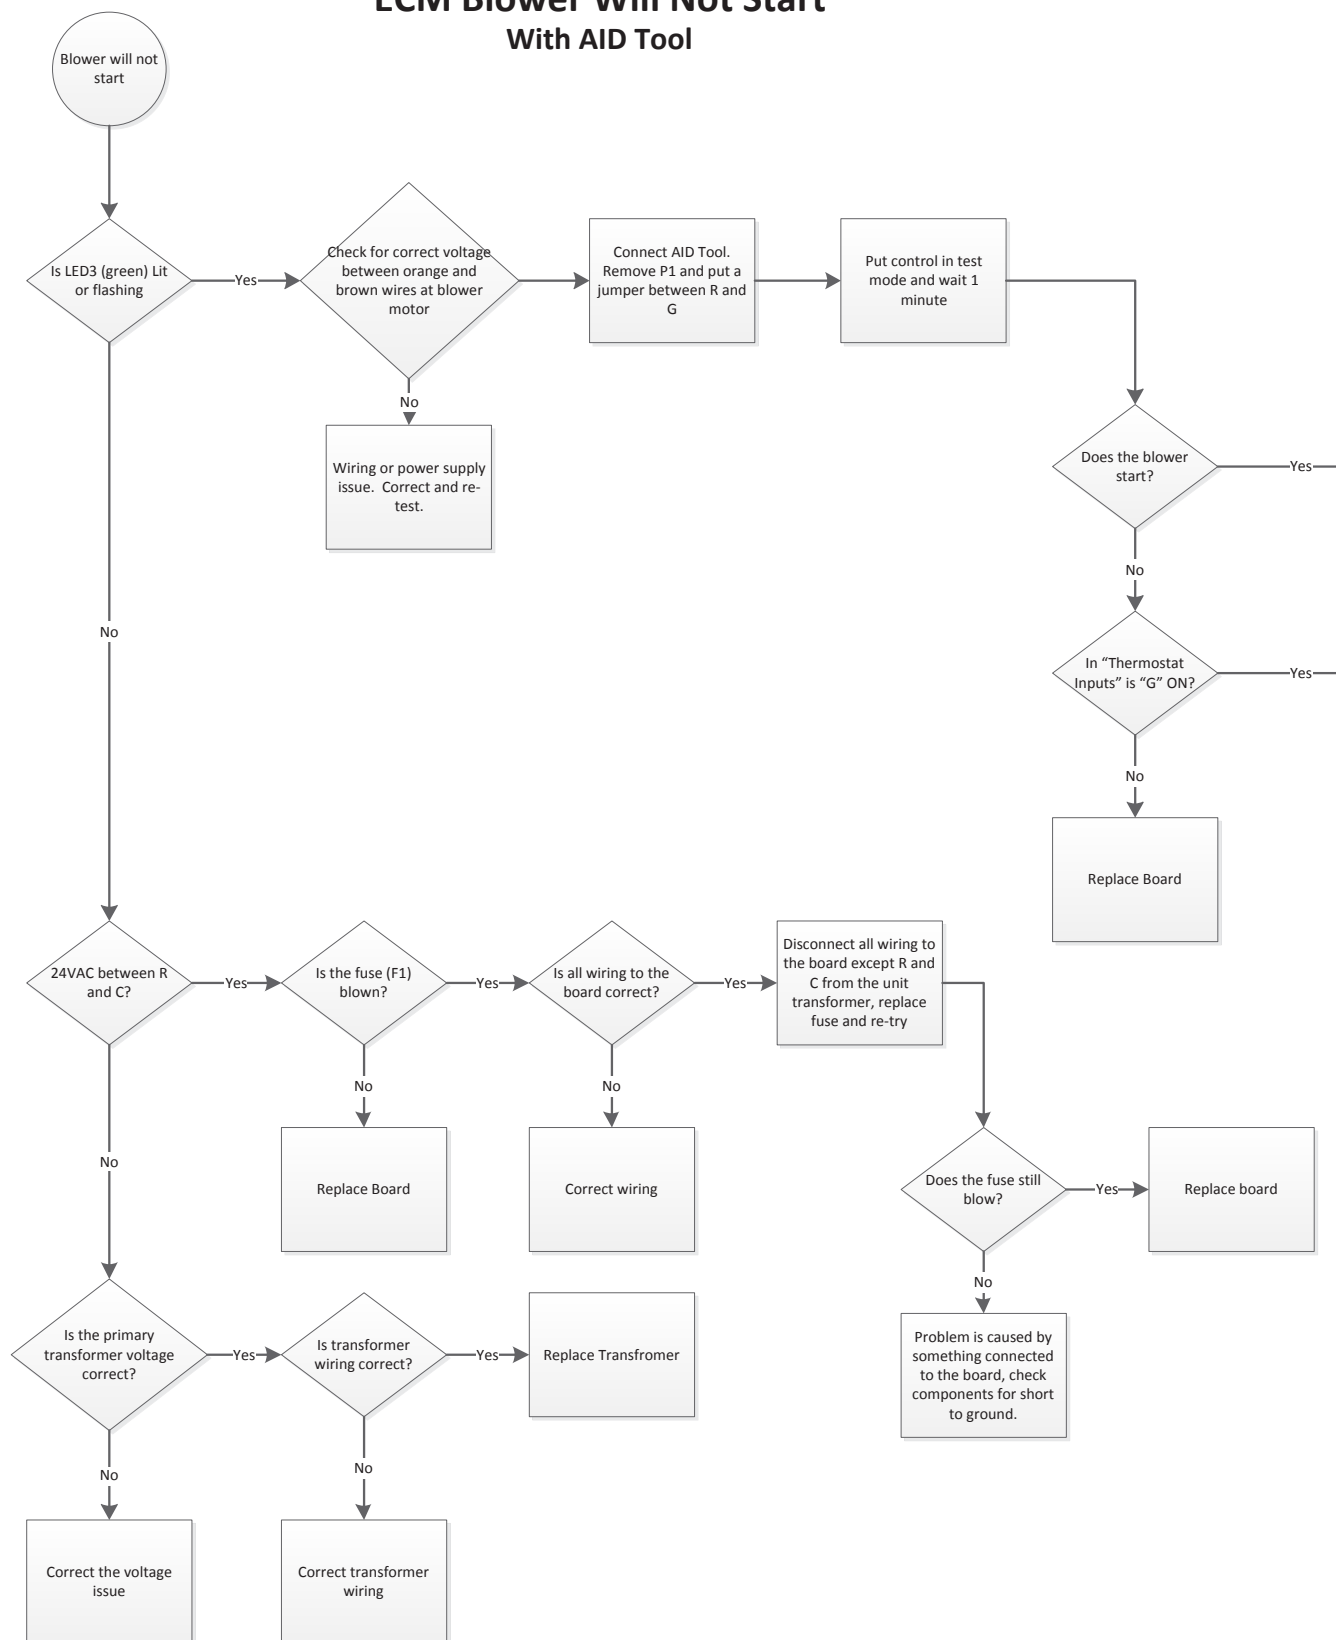 ECM Blower Will Not Start
With AID Tool
Blower will not
start
Is LED3 (green) Lit
or flashing
Yes
Check for correct voltage
between orange and
brown wires at blower
motor
Connect AID Tool.
Remove P1 and put a
jumper between R and
G
Put control in test
mode and wait 1
minute
No
Wiring or power supply
issue.  Correct and re-
test.
Does the blower
start?
Yes
No
No
In “Thermostat
Inputs” is “G” ON?
Yes
No
Replace Board
24VAC between R
and C?
Yes
Is the fuse (F1)
blown?
Yes
Is all wiring to the
board correct?
Yes
Disconnect all wiring to
the board except R and
C from the unit
transformer, replace
fuse and re-try
No
No
No
Replace Board
Correct wiring
Does the fuse still
blow?
Yes
Replace board
No
Problem is caused by
something connected
to the board, check
components for short
to ground.
Is the primary
transformer voltage
correct?
Yes
Is transformer
wiring correct?
Yes
Replace Transfromer
No
No
Correct the voltage
issue
Correct transformer
wiring